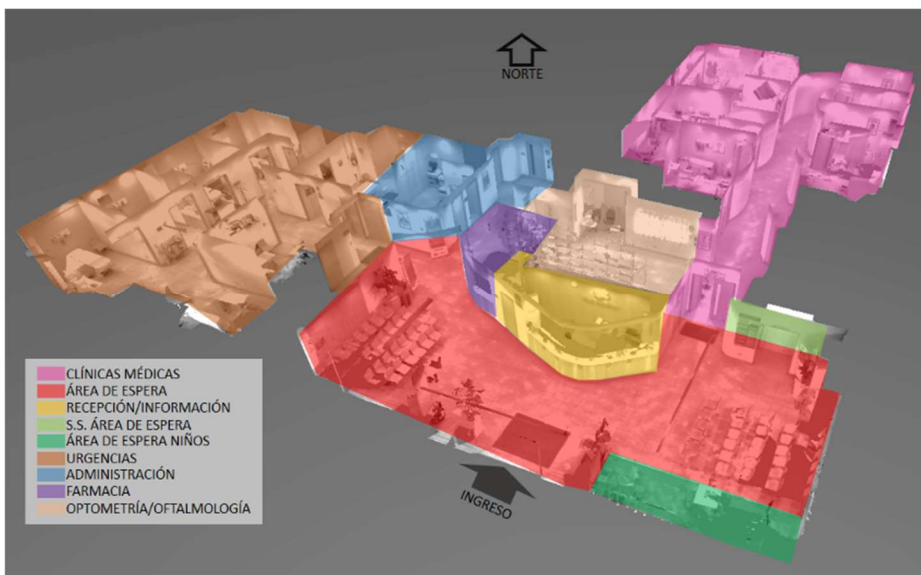 NORTE
CLÍNICAS MÉDICAS
ÁREA DE ESPERA
RECEPCIÓN/INFORMACIÓN
S.S. ÁREA DE ESPERA
ÁREA DE ESPERA NIÑOS
URGENCIAS
ADMINISTRACIÓN
FARMACIA
OPTOMETRÍA/OFTALMOLOGÍA
INGRESO